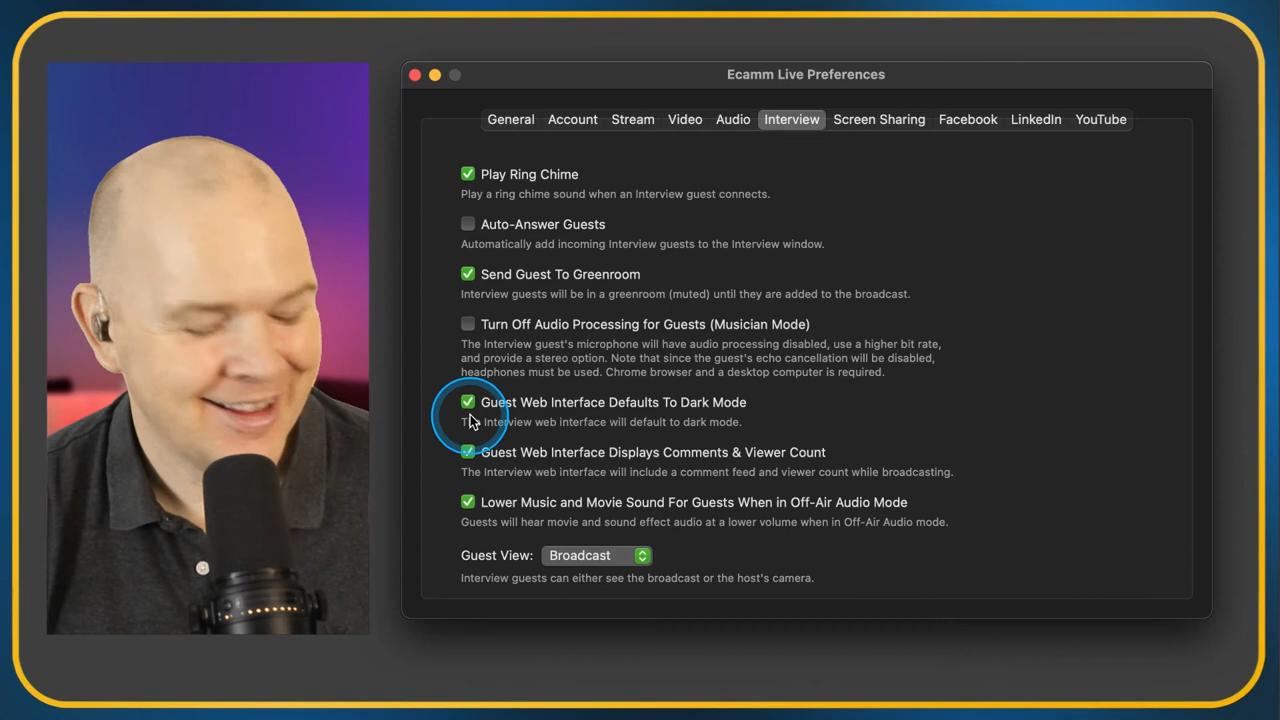 Ecamm Live Preferences
General Account Stream Video Audio Interview Screen Sharing Facebook LinkedIn YouTube
Play Ring Chime
Play a ring chime sound when an Interview guest connects.
Auto-Answer Guests
Automatically add incoming Interview guests to the Interview window.
Send Guest To Greenroom
Interview guests will be in a greenroom (muted) until they are added to the broadcast.
Turn Off Audio Processing for Guests (Musician Mode)
The Interview guest's microphone will have audio processing disabled, use a higher bit rate,
and provide a stereo option. Note that since the guest's echo cancellation will be disabled,
headphones must be used. Chrome browser and a desktop computer is required.
Guest Web Interface Defaults To Dark Mode
The Interview web interface will default to dark mode.
Guest Web Interface Displays Comments & Viewer Count
The Interview web interface will include a comment feed and viewer count while broadcasting.
Lower Music and Movie Sound For Guests When in Off-Air Audio Mode
Guests will hear movie and sound effect audio at a lower volume when in Off-Air Audio mode.
Guest View: Broadcast
Interview guests can either see the broadcast or the host's camera.